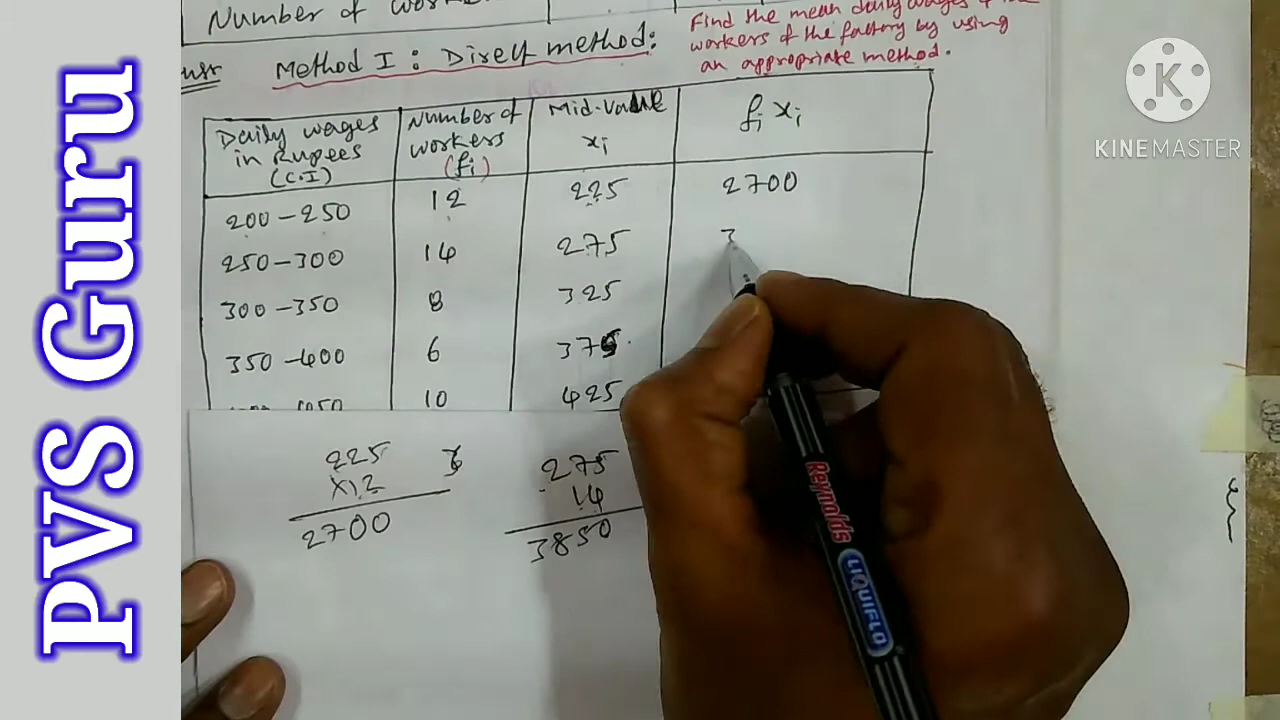 Number of
Find the mean daily wages of
workers of the factory by using
an appropriate method.
Method I : Direct method:
Daily wages
in Rupees
(C.I)
Number of
workers
(fi)
Mid-value
xi
fi xi
200-250 12 225 2700
250-300 14 275 3
300-350 8 325
350-400 6 375
10 425
225
x12
2700
275
14
3850
PVS Guru
K
KINEMASTER
Reynolds
LIQUIFLO